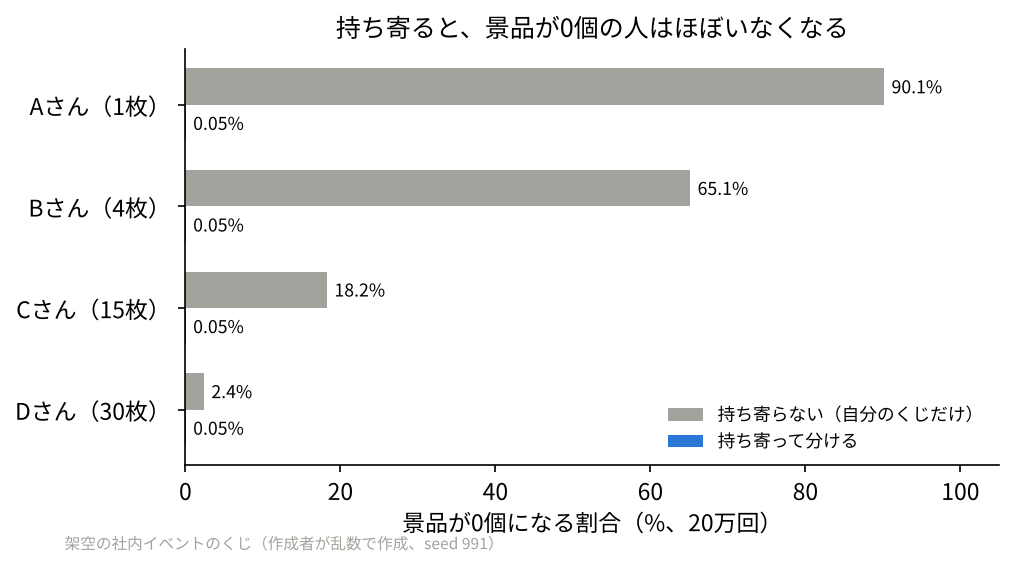 持ち寄ると、景品が0個の人はほぼいなくなる
Aさん（1枚）
90.1%
0.05%
Bさん（4枚）
65.1%
0.05%
Cさん（15枚）
18.2%
0.05%
Dさん（30枚）
2.4%
0.05%
持ち寄らない（自分のくじだけ）
持ち寄って分ける
0 20 40 60 80 100
景品が0個になる割合（%、20万回）
架空の社内イベントのくじ（作成者が乱数で作成、seed 991）